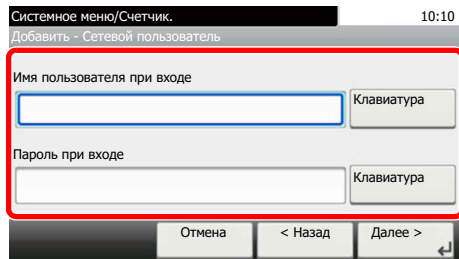 Системное меню/Счетчик. 10:10
Добавить - Сетевой пользователь
Имя пользователя при входе
Клавиатура
Пароль при входе
Клавиатура
Отмена < Назад Далее >